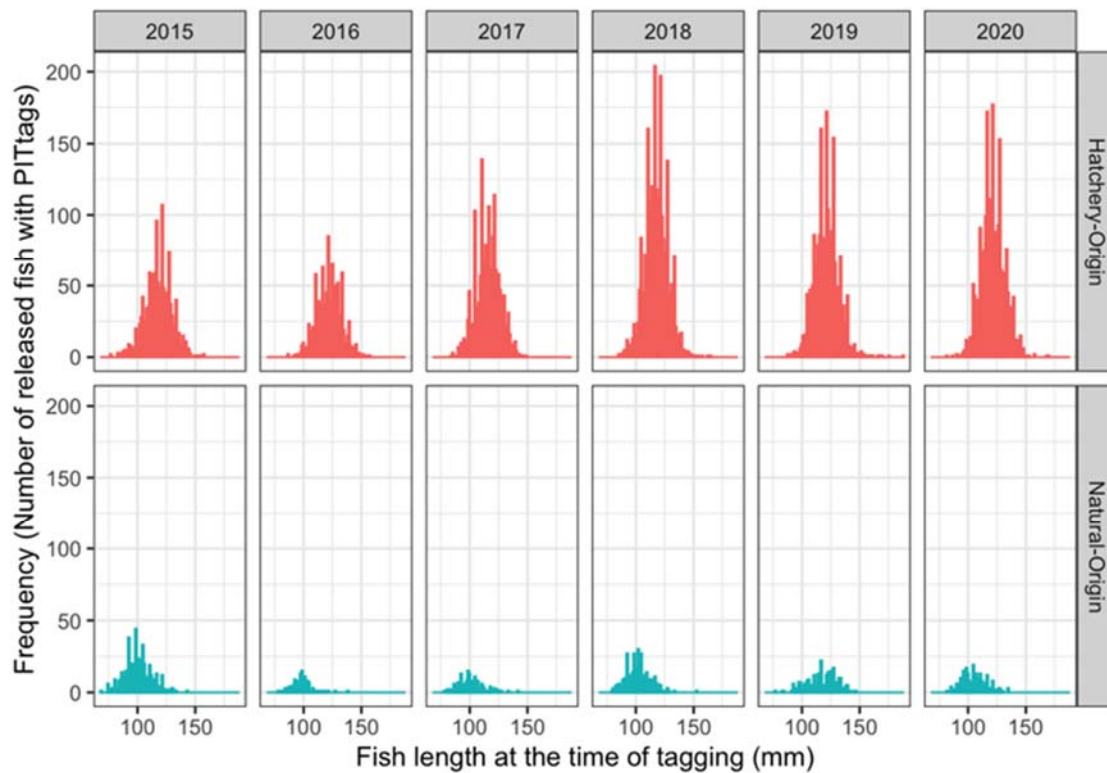 2015 2016 2017 2018 2019 2020
Frequency (Number of released fish with PITtags)
200
150
100
50
0
Hatchery-Origin
200
150
100
50
0
Natural-Origin
100 150 100 150 100 150 100 150 100 150 100 150
Fish length at the time of tagging (mm)